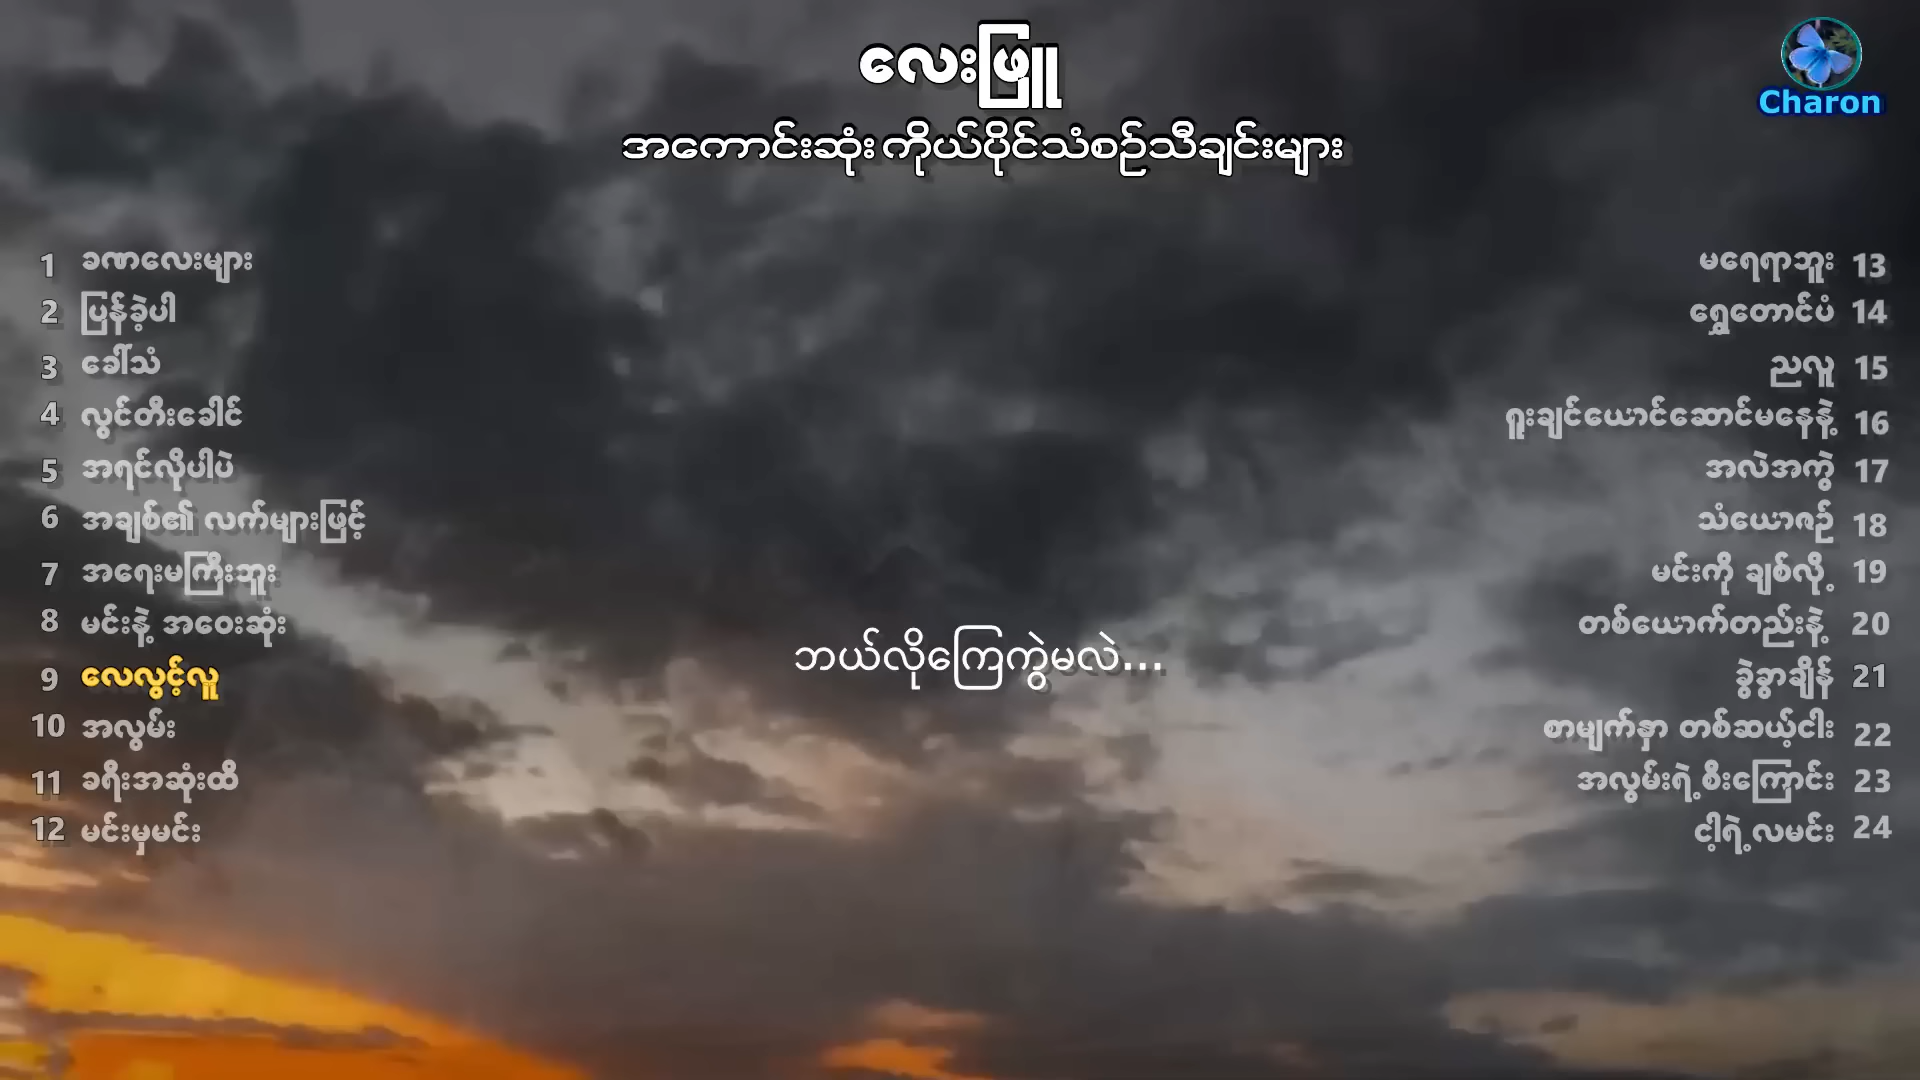 လေးဖြူ
Charon
အကောင်းဆုံး ကိုယ်ပိုင်သံစဉ်သီချင်းများ
1 ခဏလေးများ
2 ပြန်ခဲ့ပါ
3 ခေါ်သံ
4 လွင်တီးခေါင်
5 အရင်လိုပါပဲ
6 အချစ်၏ လက်များဖြင့်
7 အရေးမကြီးဘူး
8 မင်းနဲ့ အဝေးဆုံး
9 လေလွင့်လူ
10 အလွမ်း
11 ခရီးအဆုံးထိ
12 မင်းမှမင်း
မရေရာဘူး 13
ရွှေတောင်ပံ 14
ညလူ 15
ရူးချင်ယောင်ဆောင်မနေနဲ့ 16
အလဲအကွဲ 17
သံယောဇဉ် 18
မင်းကို ချစ်လို့ 19
တစ်ယောက်တည်းနဲ့ 20
ခွဲခွာချိန် 21
စာမျက်နှာ တစ်ဆယ့်ငါး 22
အလွမ်းရဲ့စီးကြောင်း 23
ငါ့ရဲ့လမင်း 24
ဘယ်လိုကြေကွဲမလဲ...